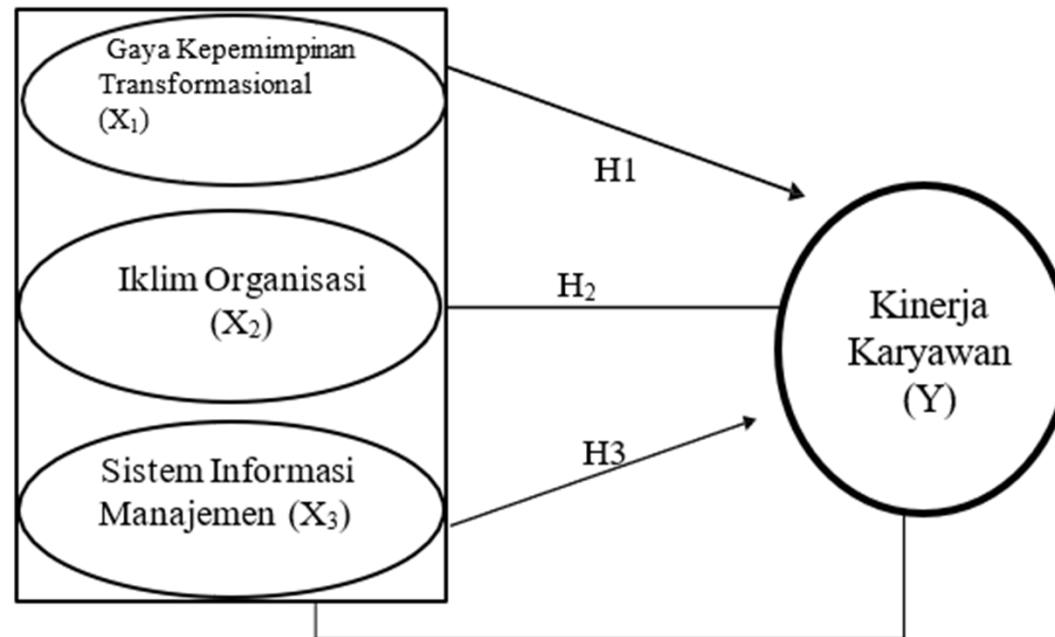 Gaya Kepemimpinan
Transformasional
(X₁)
H1
Iklim Organisasi
(X₂)
H₂
Kinerja
Karyawan
(Y)
Sistem Informasi
Manajemen (X₃)
H3